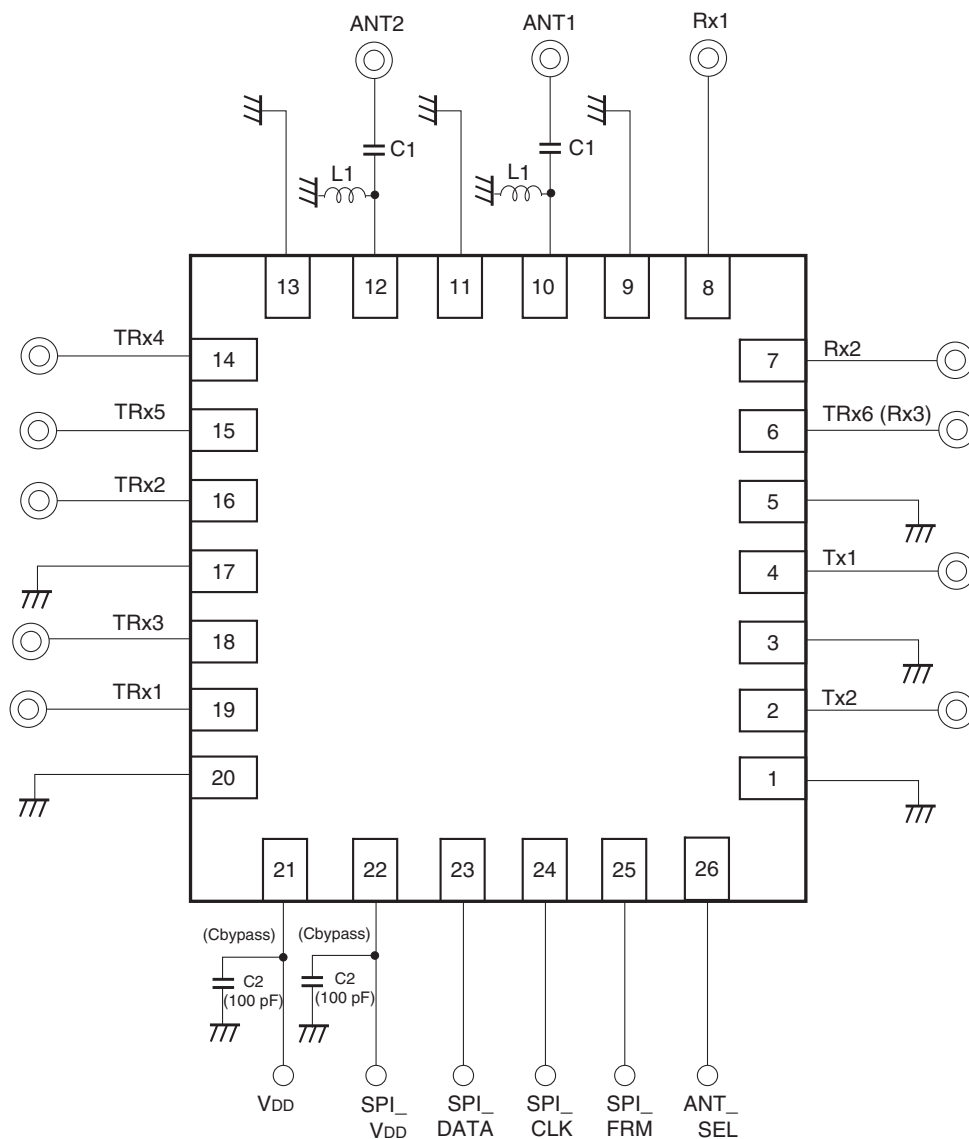 ANT2 ANT1 Rx1
C1 C1
L1 L1
13 12 11 10 9 8
TRx4 14 7 Rx2
TRx5 15 6 TRx6 (Rx3)
TRx2 16 5
17 4 Tx1
TRx3 18 3
TRx1 19 2 Tx2
20 1
21 22 23 24 25 26
(Cbypass) (Cbypass)
C2 C2
(100 pF) (100 pF)
VDD SPI_ SPI_ SPI_ SPI_ ANT_
VDD DATA CLK FRM SEL